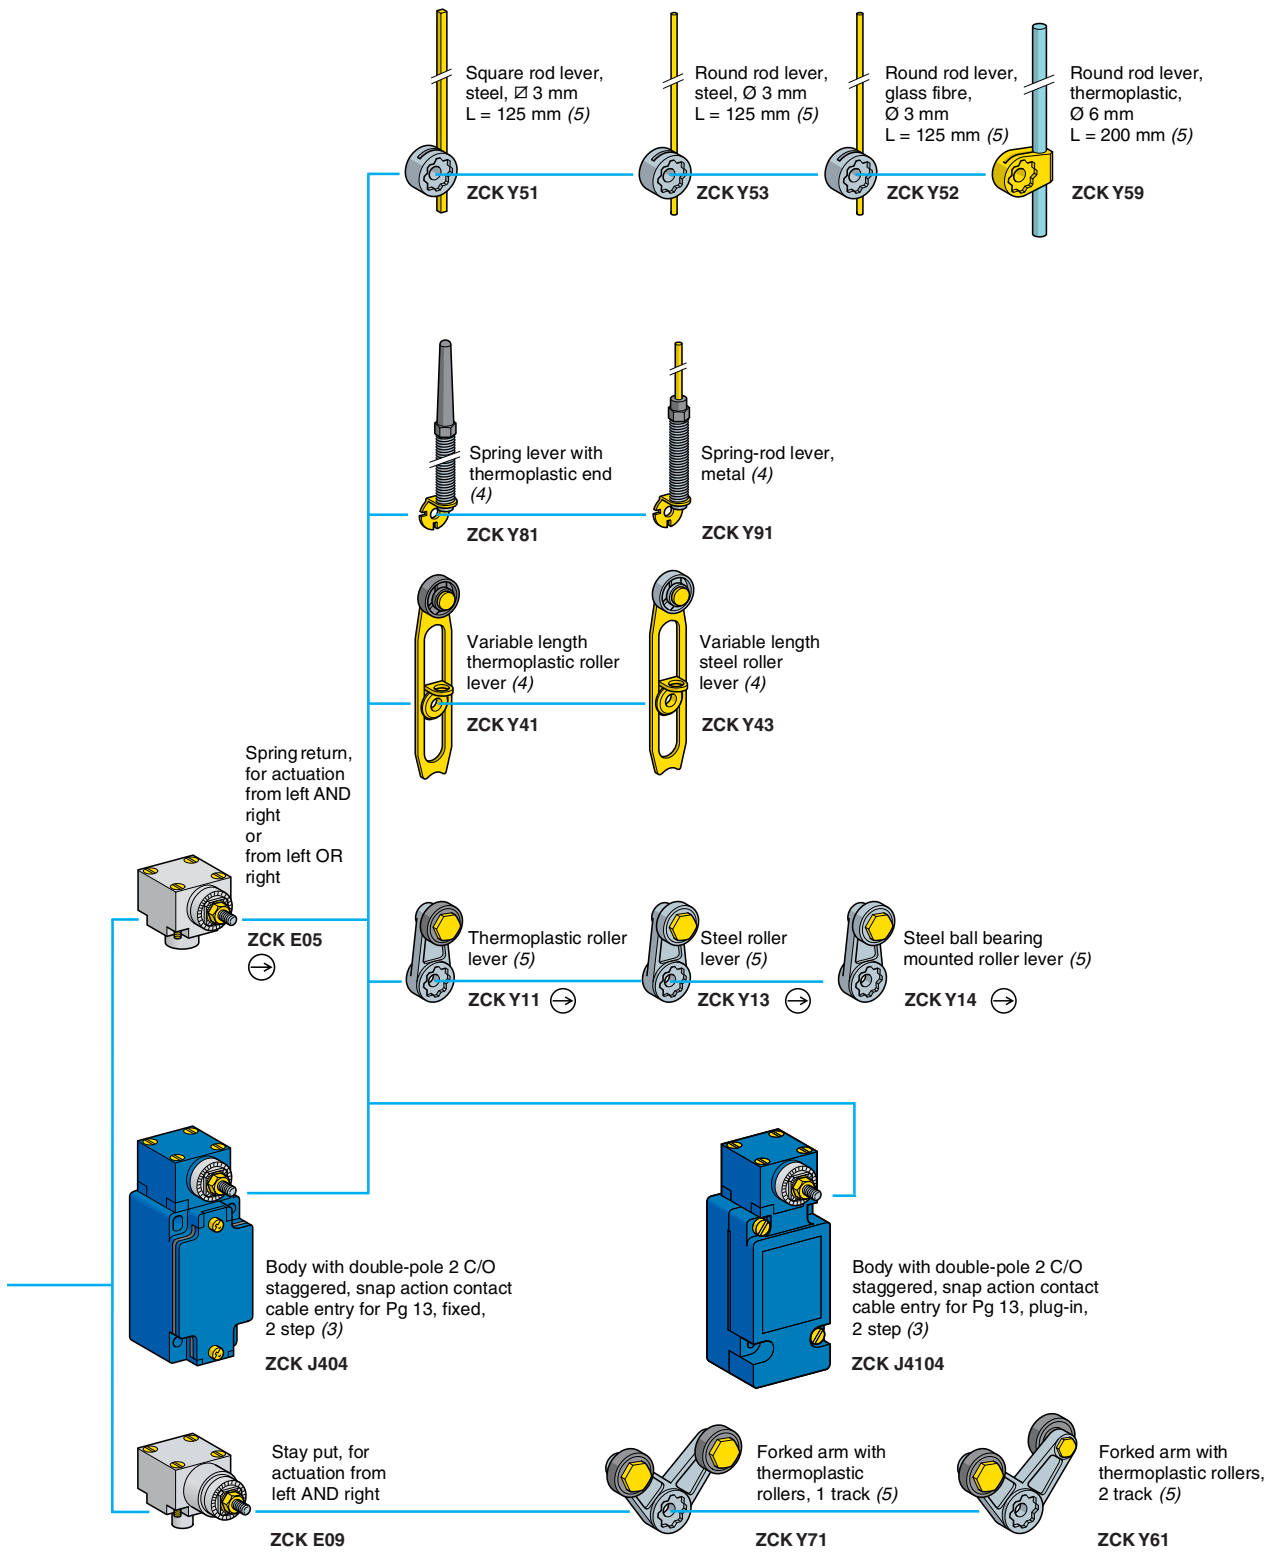 Square rod lever,
steel, ⧄ 3 mm
L = 125 mm (5)
ZCK Y51
Round rod lever,
steel, Ø 3 mm
L = 125 mm (5)
ZCK Y53
Round rod lever,
glass fibre,
Ø 3 mm
L = 125 mm (5)
ZCK Y52
Round rod lever,
thermoplastic,
Ø 6 mm
L = 200 mm (5)
ZCK Y59
Spring lever with
thermoplastic end
(4)
ZCK Y81
Spring-rod lever,
metal (4)
ZCK Y91
Variable length
thermoplastic roller
lever (4)
ZCK Y41
Variable length
steel roller
lever (4)
ZCK Y43
Spring return,
for actuation
from left AND
right
or
from left OR
right
ZCK E05
Thermoplastic roller
lever (5)
ZCK Y11
Steel roller
lever (5)
ZCK Y13
Steel ball bearing
mounted roller lever (5)
ZCK Y14
Body with double-pole 2 C/O
staggered, snap action contact
cable entry for Pg 13, fixed,
2 step (3)
ZCK J404
Body with double-pole 2 C/O
staggered, snap action contact
cable entry for Pg 13, plug-in,
2 step (3)
ZCK J4104
Stay put, for
actuation from
left AND right
ZCK E09
Forked arm with
thermoplastic
rollers, 1 track (5)
ZCK Y71
Forked arm with
thermoplastic rollers,
2 track (5)
ZCK Y61